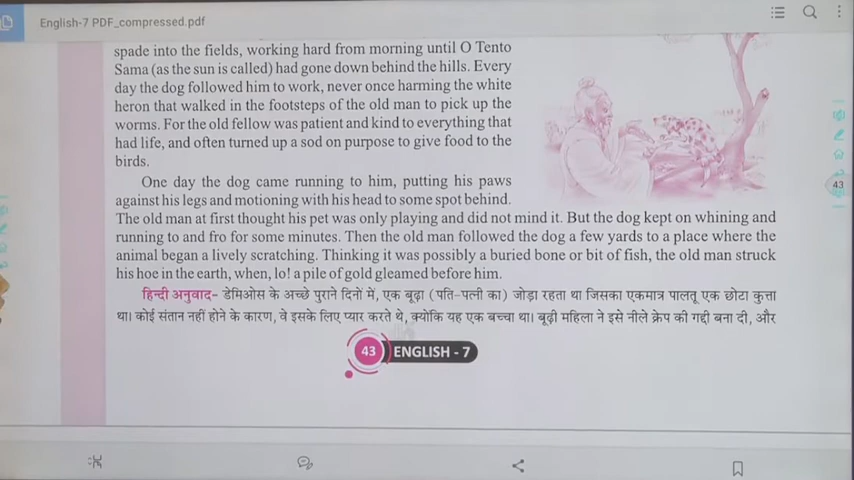 English-7 PDF_compressed.pdf
spade into the fields, working hard from morning until O Tento
Sama (as the sun is called) had gone down behind the hills. Every
day the dog followed him to work, never once harming the white
heron that walked in the footsteps of the old man to pick up the
worms. For the old fellow was patient and kind to everything that
had life, and often turned up a sod on purpose to give food to the
birds.
One day the dog came running to him, putting his paws
against his legs and motioning with his head to some spot behind.
The old man at first thought his pet was only playing and did not mind it. But the dog kept on whining and
running to and fro for some minutes. Then the old man followed the dog a few yards to a place where the
animal began a lively scratching. Thinking it was possibly a buried bone or bit of fish, the old man struck
his hoe in the earth, when, lo! a pile of gold gleamed before him.
हिन्दी अनुवाद- डेमिओस के अच्छे पुराने दिनों में, एक बूढ़ा (पति-पत्नी का) जोड़ा रहता था जिसका एकमात्र पालतू एक छोटा कुत्ता
था। कोई संतान नहीं होने के कारण, वे इसके लिए प्यार करते थे, क्योंकि यह एक बच्चा था। बूढ़ी महिला ने इसे नीले क्रेप की गद्दी बना दी, और
43 ENGLISH - 7
43